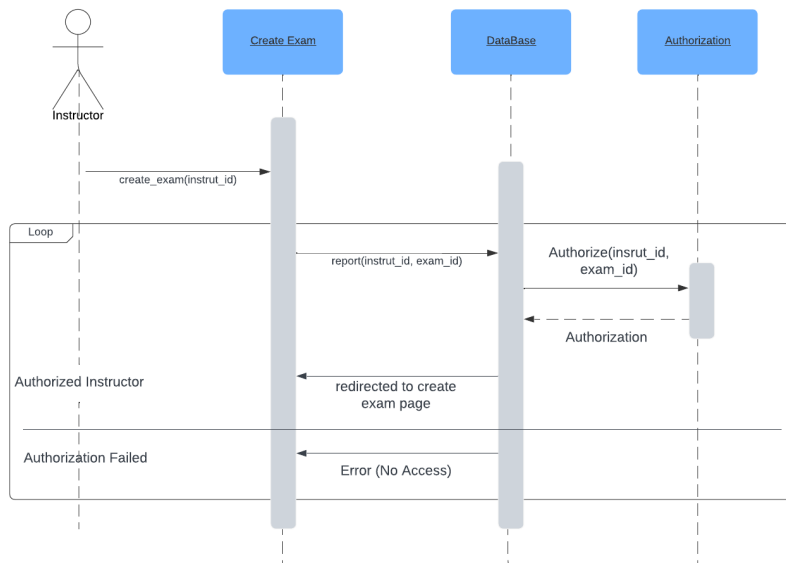 Create Exam
DataBase
Authorization
Instructor
create_exam(instrut_id)
Loop
report(instrut_id, exam_id)
Authorize(insrut_id,
exam_id)
Authorization
Authorized Instructor
redirected to create
exam page
Authorization Failed
Error (No Access)